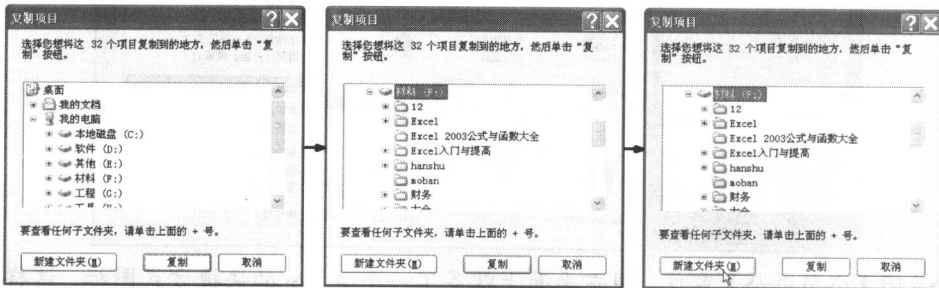 复制项目
选择您想将这 32 个项目复制到的地方，然后单击“复
制”按钮。
桌面
我的文档
我的电脑
本地磁盘 (C:)
软件 (D:)
其他 (E:)
材料 (F:)
工程 (G:)
要查看任何子文件夹，请单击上面的 + 号。
新建文件夹(M)
复制
取消
复制项目
选择您想将这 32 个项目复制到的地方，然后单击“复
制”按钮。
材料 (F:)
12
Excel
Excel 2003公式与函数大全
Excel入门与提高
hanshu
moban
财务
大全
要查看任何子文件夹，请单击上面的 + 号。
新建文件夹(M)
复制
取消
复制项目
选择您想将这 32 个项目复制到的地方，然后单击“复
制”按钮。
材料 (F:)
12
Excel
Excel 2003公式与函数大全
Excel入门与提高
hanshu
moban
财务
大全
要查看任何子文件夹，请单击上面的 + 号。
新建文件夹(M)
复制
取消